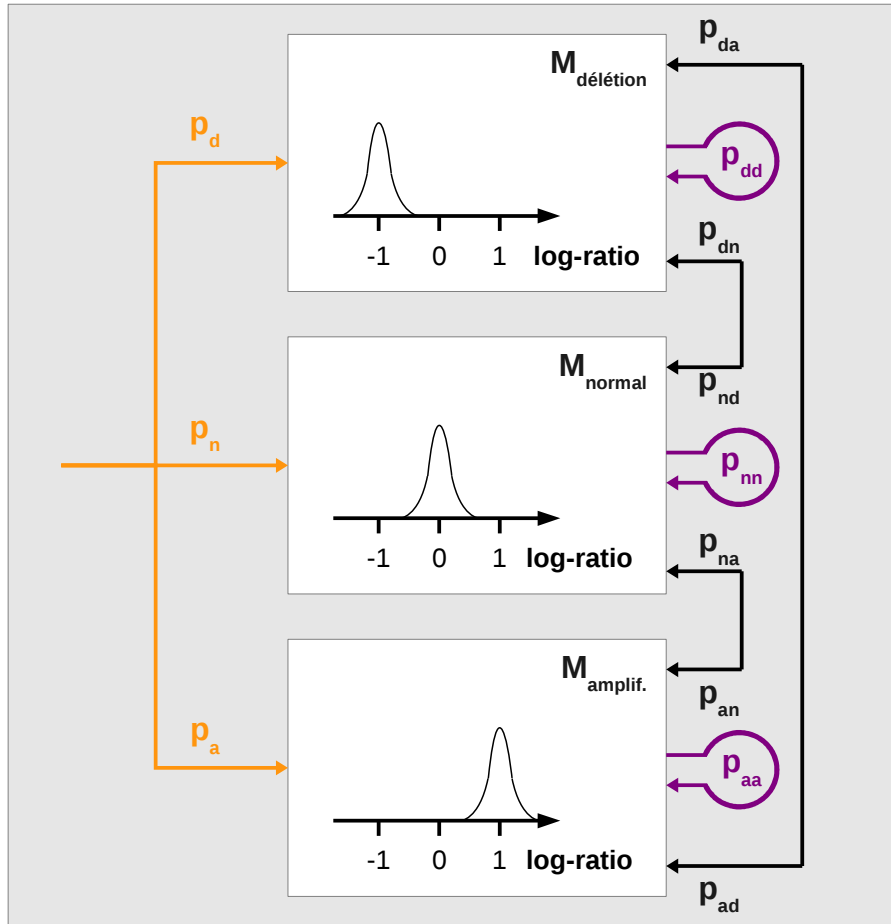 p_da
M_délétion
p_d
p_dd
p_dn
-1 0 1 log-ratio
M_normal
p_nd
p_n
p_nn
p_na
-1 0 1 log-ratio
M_amplif.
p_an
p_a
p_aa
-1 0 1 log-ratio
p_ad